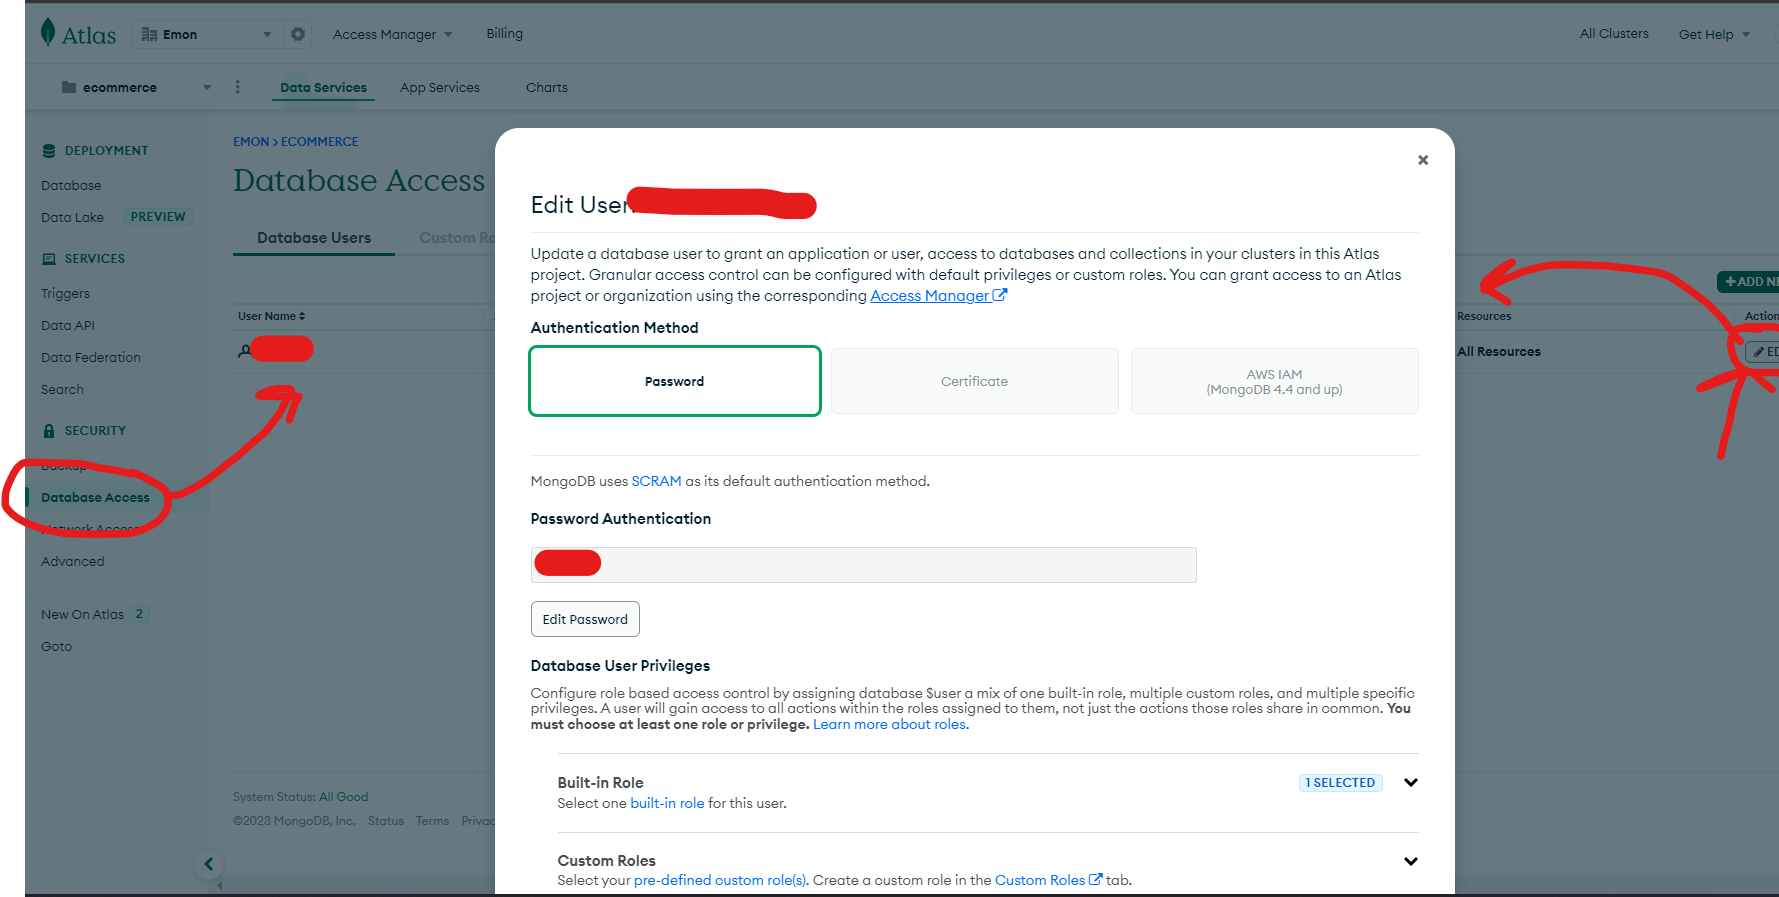 Atlas
Emon
Access Manager
Billing
All Clusters
Get Help
ecommerce
Data Services
App Services
Charts
DEPLOYMENT
Database
Data Lake PREVIEW
SERVICES
Triggers
Data API
Data Federation
Search
SECURITY
Backup
Database Access
Network Access
Advanced
New On Atlas 2
Goto
EMON > ECOMMERCE
Database Access
Database Users
Custom Ro
User Name
+ADD NE
Resources
Action
All Resources
ED
System Status: All Good
©2023 MongoDB, Inc. Status Terms Privac
Edit User
Update a database user to grant an application or user, access to databases and collections in your clusters in this Atlas
project. Granular access control can be configured with default privileges or custom roles. You can grant access to an Atlas
project or organization using the corresponding Access Manager
Authentication Method
Password
Certificate
AWS IAM
(MongoDB 4.4 and up)
MongoDB uses SCRAM as its default authentication method.
Password Authentication
Edit Password
Database User Privileges
Configure role based access control by assigning database $user a mix of one built-in role, multiple custom roles, and multiple specific
privileges. A user will gain access to all actions within the roles assigned to them, not just the actions those roles share in common. You
must choose at least one role or privilege. Learn more about roles.
Built-in Role
1 SELECTED
Select one built-in role for this user.
Custom Roles
Select your pre-defined custom role(s). Create a custom role in the Custom Roles tab.